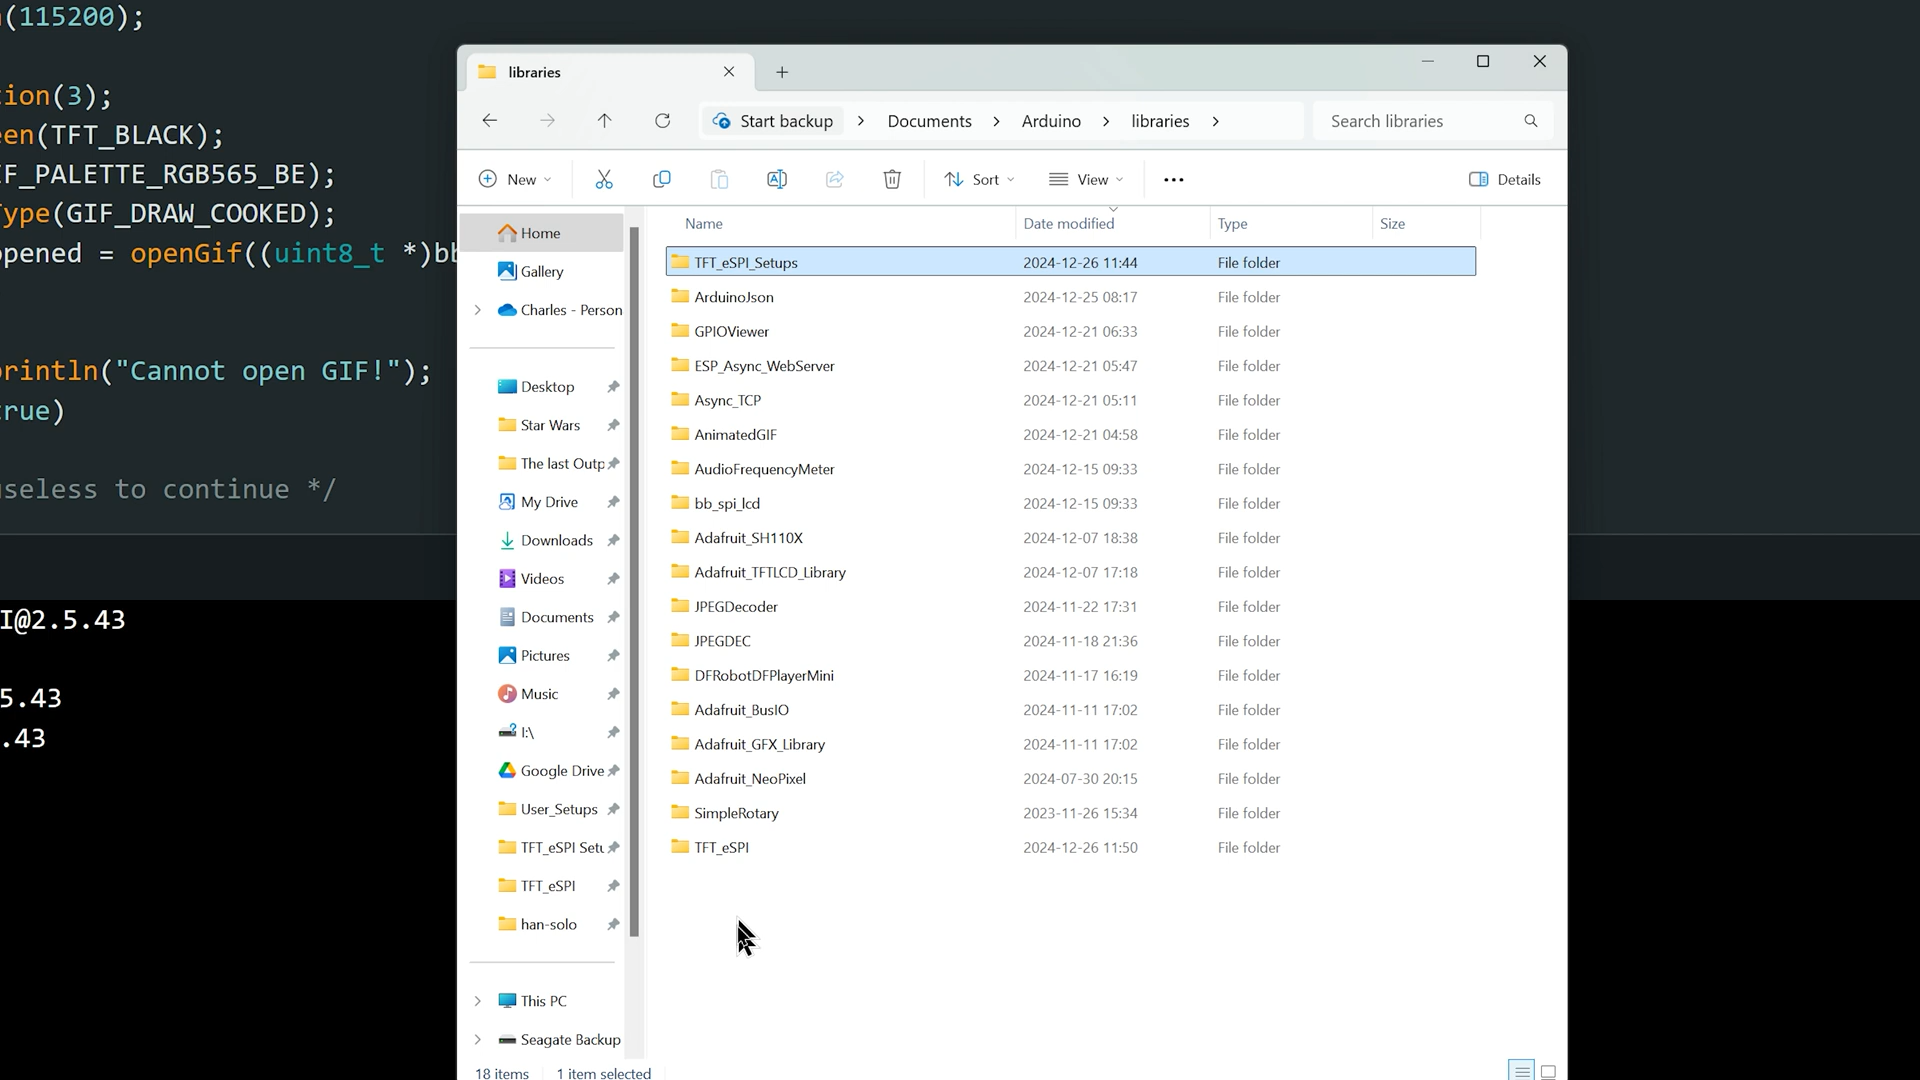 (115200);
ion(3);
en(TFT_BLACK);
F_PALETTE_RGB565_BE);
ype(GIF_DRAW_COOKED);
pened = openGif((uint8_t *)bb
rintln("Cannot open GIF!");
rue)
seless to continue */
I@2.5.43
5.43
.43
libraries
Start backup > Documents > Arduino > libraries >
Search libraries
New
Sort
View
Details
Home
Gallery
Charles - Person
Desktop
Star Wars
The last Outp
My Drive
Downloads
Videos
Documents
Pictures
Music
I:\
Google Drive
User_Setups
TFT_eSPI Setu
TFT_eSPI
han-solo
This PC
Seagate Backup
Name Date modified Type Size
TFT_eSPI_Setups 2024-12-26 11:44 File folder
ArduinoJson 2024-12-25 08:17 File folder
GPIOViewer 2024-12-21 06:33 File folder
ESP_Async_WebServer 2024-12-21 05:47 File folder
Async_TCP 2024-12-21 05:11 File folder
AnimatedGIF 2024-12-21 04:58 File folder
AudioFrequencyMeter 2024-12-15 09:33 File folder
bb_spi_lcd 2024-12-15 09:33 File folder
Adafruit_SH110X 2024-12-07 18:38 File folder
Adafruit_TFTLCD_Library 2024-12-07 17:18 File folder
JPEGDecoder 2024-11-22 17:31 File folder
JPEGDEC 2024-11-18 21:36 File folder
DFRobotDFPlayerMini 2024-11-17 16:19 File folder
Adafruit_BusIO 2024-11-11 17:02 File folder
Adafruit_GFX_Library 2024-11-11 17:02 File folder
Adafruit_NeoPixel 2024-07-30 20:15 File folder
SimpleRotary 2023-11-26 15:34 File folder
TFT_eSPI 2024-12-26 11:50 File folder
18 items 1 item selected